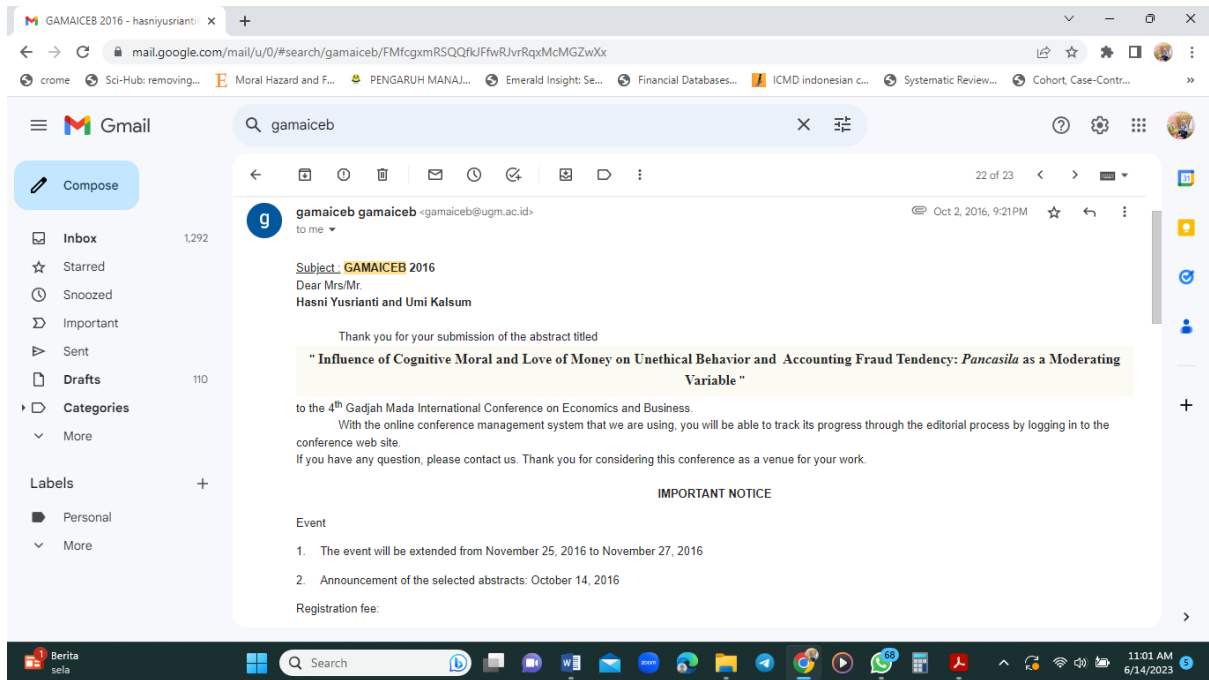 GAMAICEB 2016 - hasniyusrianti
mail.google.com/mail/u/0/#search/gamaiceb/FMfcgxmRSQQfkJFfwRJvrRqxMcMGZwXx
crome Sci-Hub: removing... Moral Hazard and F... PENGARUH MANAJ... Emerald Insight: Se... Financial Databases... ICMD indonesian c... Systematic Review... Cohort, Case-Contr... »
Gmail
gamaiceb
Compose
22 of 23
31
g
gamaiceb gamaiceb <gamaiceb@ugm.ac.id>
Oct 2, 2016, 9:21 PM
to me
Inbox 1,292
Starred
Snoozed
Important
Sent
Drafts 110
Categories
More
Labels
Personal
More
Subject : GAMAICEB 2016
Dear Mrs/Mr.
Hasni Yusrianti and Umi Kalsum
Thank you for your submission of the abstract titled
" Influence of Cognitive Moral and Love of Money on Unethical Behavior and Accounting Fraud Tendency: Pancasila as a Moderating
Variable "
to the 4th Gadjah Mada International Conference on Economics and Business.
With the online conference management system that we are using, you will be able to track its progress through the editorial process by logging in to the
conference web site.
If you have any question, please contact us. Thank you for considering this conference as a venue for your work.
IMPORTANT NOTICE
Event
1. The event will be extended from November 25, 2016 to November 27, 2016
2. Announcement of the selected abstracts: October 14, 2016
Registration fee:
1
Berita
sela
Search
zoom
68
11:01 AM
6/14/2023
5